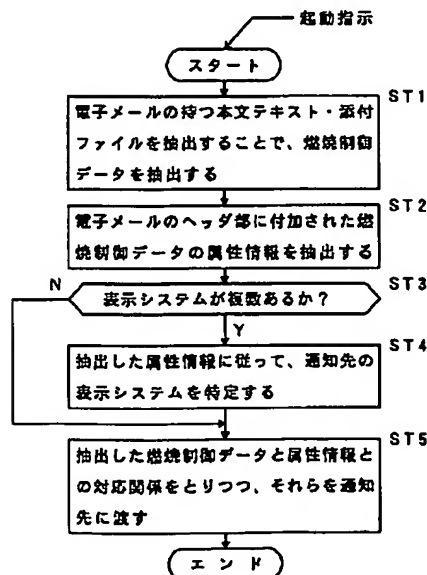 起動指示
スタート
ST1
電子メールの持つ本文テキスト・添付
ファイルを抽出することで、燃焼制御
データを抽出する
ST2
電子メールのヘッダ部に付加された燃
焼制御データの属性情報を抽出する
ST3
N
表示システムが複数あるか?
Y
ST4
抽出した属性情報に従って、通知先の
表示システムを特定する
ST5
抽出した燃焼制御データと属性情報と
の対応関係をとりつつ、それらを通知
先に渡す
エンド